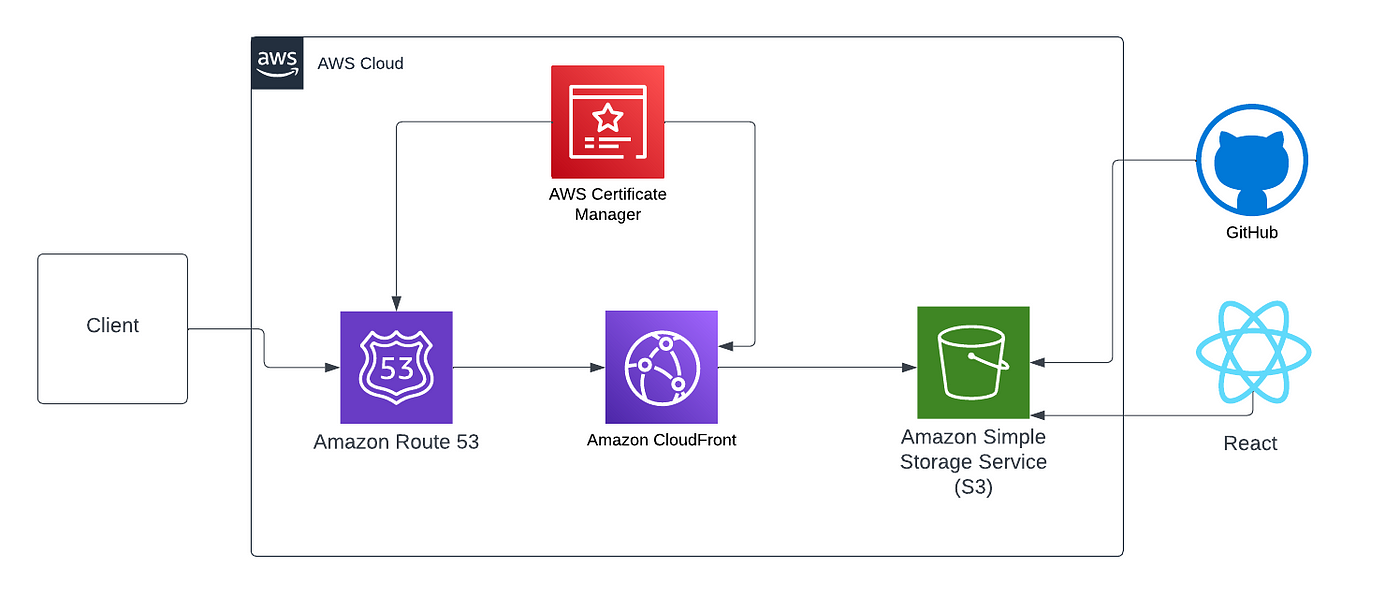 aws
AWS Cloud
AWS Certificate
Manager
GitHub
Client
53
Amazon Route 53
Amazon CloudFront
Amazon Simple
Storage Service
(S3)
React